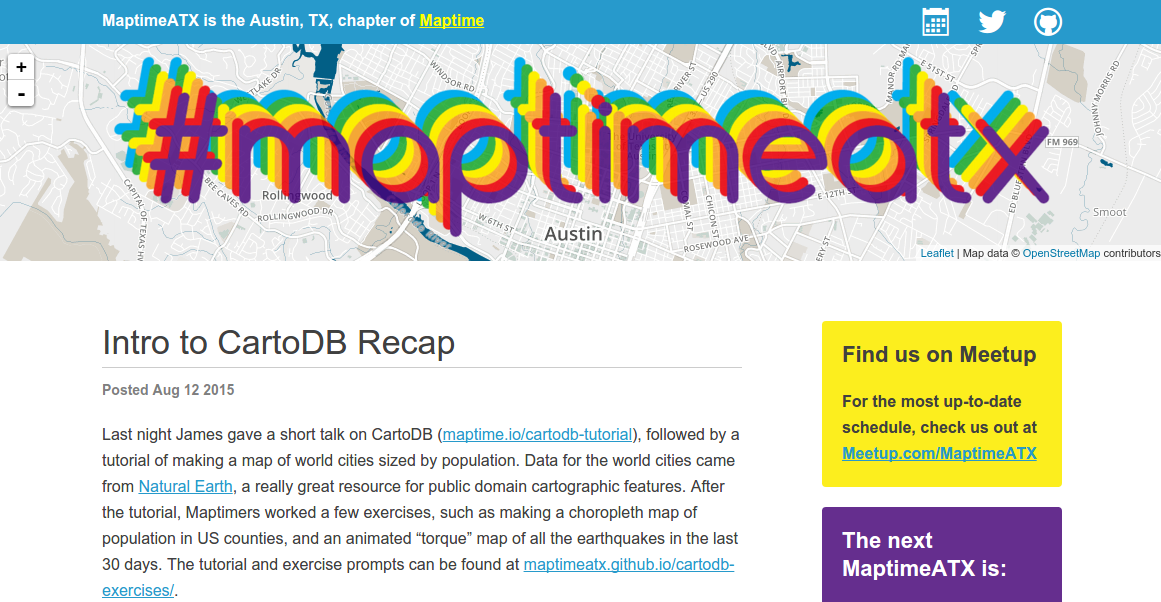 MaptimeATX is the Austin, TX, chapter of Maptime
+
-
#maptimeatx
WINDSOR RD
AIRPORT BL
MANOR RD
E 51ST ST
US 290
FM 969
CAPITAL OF TEXAS
BEE CAVES RD
Rollingwood
ROLLINGWOOD DR
W 6TH ST
Austin
CHICON ST
ROSEWOOD AVE
E 12TH
Smoot
Leaflet | Map data © OpenStreetMap contributors
Intro to CartoDB Recap
Posted Aug 12 2015
Last night James gave a short talk on CartoDB (maptime.io/cartodb-tutorial), followed by a
tutorial of making a map of world cities sized by population. Data for the world cities came
from Natural Earth, a really great resource for public domain cartographic features. After
the tutorial, Maptimers worked a few exercises, such as making a choropleth map of
population in US counties, and an animated “torque” map of all the earthquakes in the last
30 days. The tutorial and exercise prompts can be found at maptimeatx.github.io/cartodb-
exercises/.
Find us on Meetup
For the most up-to-date
schedule, check us out at
Meetup.com/MaptimeATX
The next
MaptimeATX is: